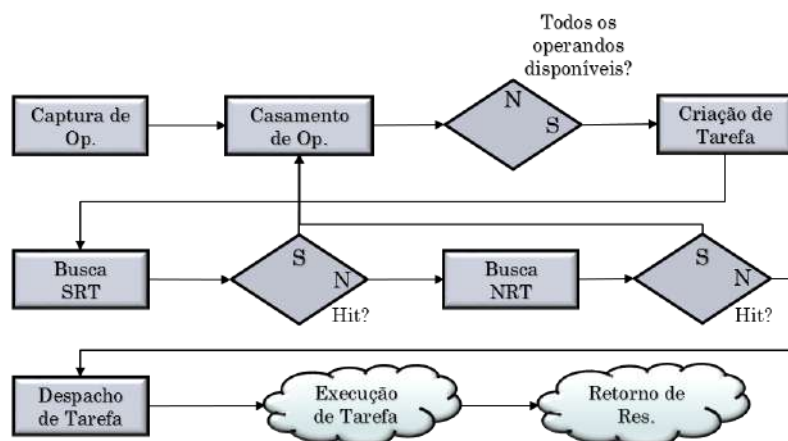 Todos os
operandos
disponíveis?
Captura de
Op.
Casamento
de Op.
N
S
Criação de
Tarefa
Busca
SRT
S
N
Hit?
Busca
NRT
S
N
Hit?
Despacho
de Tarefa
Execução
de Tarefa
Retorno de
Res.